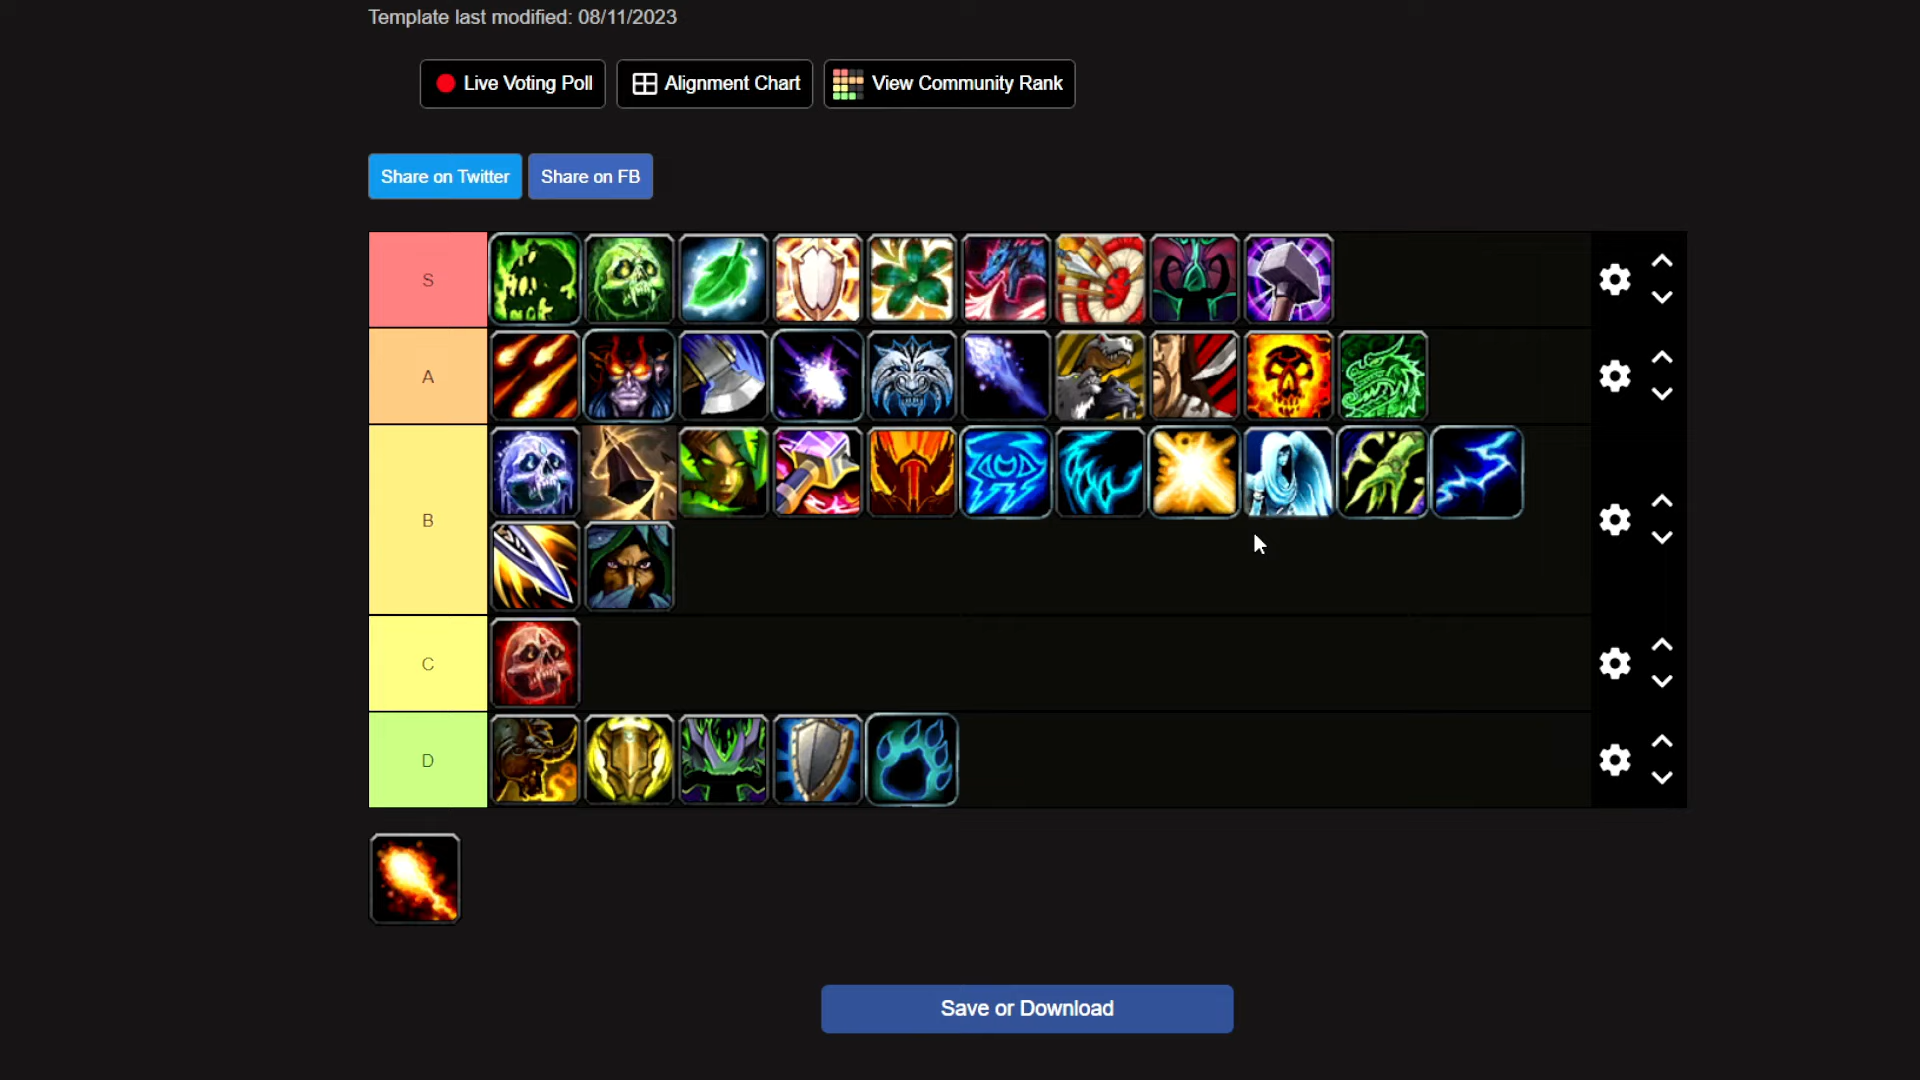 Template last modified: 08/11/2023
Live Voting Poll
Alignment Chart
View Community Rank
Share on Twitter
Share on FB
S
A
B
C
D
Save or Download